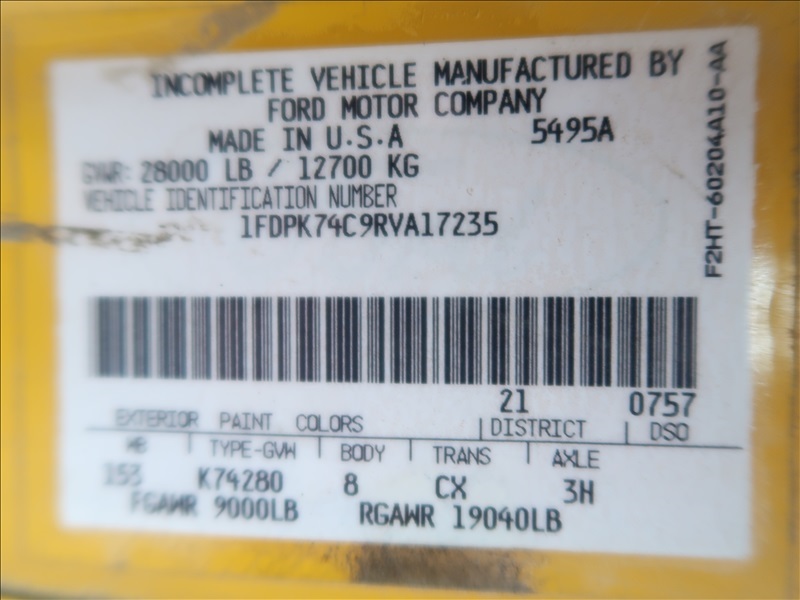 INCOMPLETE VEHICLE MANUFACTURED BY
FORD MOTOR COMPANY
MADE IN U.S.A 5495A
GVWR: 28000 LB / 12700 KG
VEHICLE IDENTIFICATION NUMBER
1FDPK74C9RVA17235
F2HT-60204A10-AA
21 0757
EXTERIOR PAINT COLORS DISTRICT DSO
WB TYPE-GVW BODY TRANS AXLE
153 K74280 8 CX 3H
FGAWR 9000LB RGAWR 19040LB